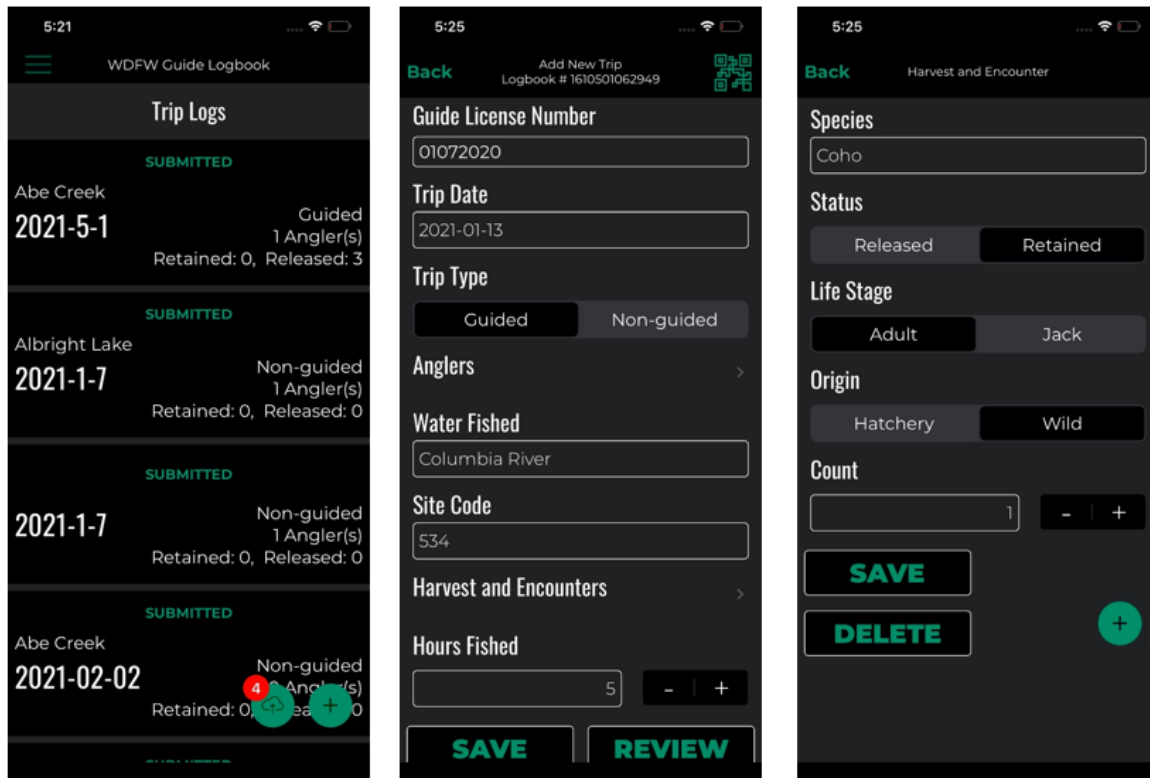 5:21
WDFW Guide Logbook
Trip Logs
SUBMITTED
Abe Creek
2021-5-1
Guided
1 Angler(s)
Retained: 0, Released: 3
SUBMITTED
Albright Lake
2021-1-7
Non-guided
1 Angler(s)
Retained: 0, Released: 0
SUBMITTED
2021-1-7
Non-guided
1 Angler(s)
Retained: 0, Released: 0
SUBMITTED
Abe Creek
2021-02-02
Non-guided
4
Retained: 0
+
5:25
Back
Add New Trip
Logbook # 1610501062949
Guide License Number
01072020
Trip Date
2021-01-13
Trip Type
Guided Non-guided
Anglers >
Water Fished
Columbia River
Site Code
534
Harvest and Encounters >
Hours Fished
5 - +
SAVE REVIEW
5:25
Back Harvest and Encounter
Species
Coho
Status
Released Retained
Life Stage
Adult Jack
Origin
Hatchery Wild
Count
1 - +
SAVE
DELETE
+